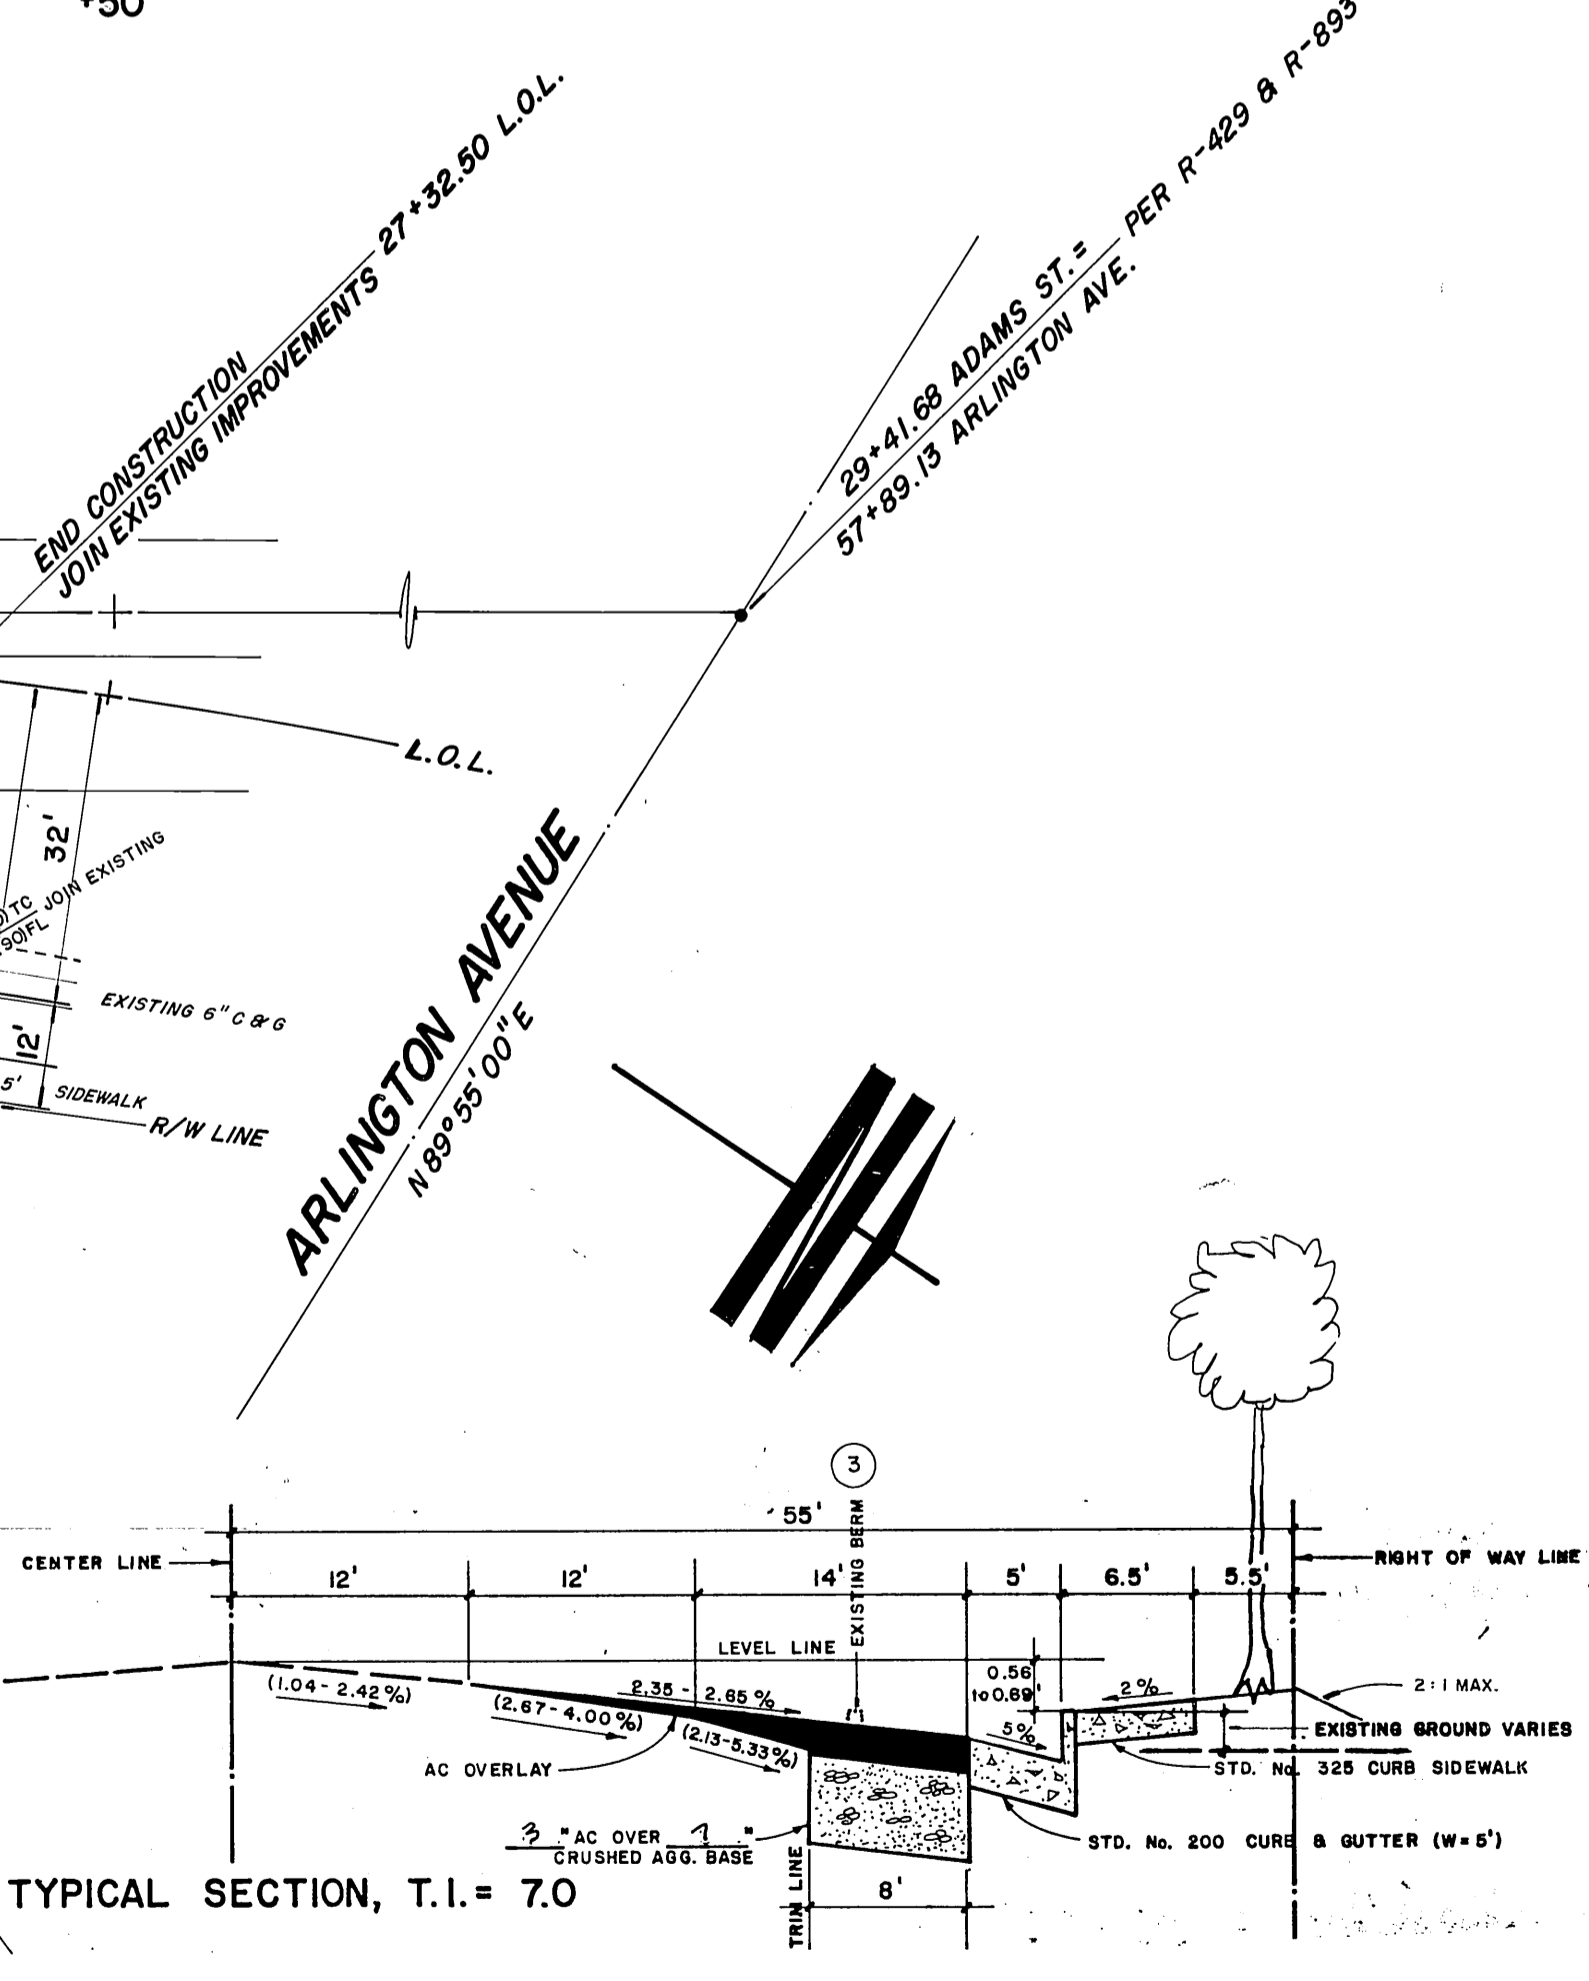 +50
END CONSTRUCTION
JOIN EXISTING IMPROVEMENTS 27+32.50 L.O.L.
29+41.68 ADAMS ST. =
57+89.13 ARLINGTON AVE.
PER R-429 & R-893
L.O.L.
32'
TC JOIN EXISTING
90)FL
EXISTING 6" C & G
12'
5' SIDEWALK
R/W LINE
ARLINGTON AVENUE
N 89° 55' 00" E
3
55'
CENTER LINE
RIGHT OF WAY LINE
12'
12'
14'
5'
6.5'
5.5'
EXISTING BERM
LEVEL LINE
0.56
to 0.69'
(1.04 - 2.42%)
(2.67 - 4.00%)
2.35 - 2.65%
(2.13-5.33%)
5%
2%
2:1 MAX.
EXISTING GROUND VARIES
AC OVERLAY
STD. No. 325 CURB SIDEWALK
3 "AC OVER "
CRUSHED AGG. BASE
STD. No. 200 CURB & GUTTER (W=5')
TRIM LINE
8'
TYPICAL SECTION, T.I. = 7.0